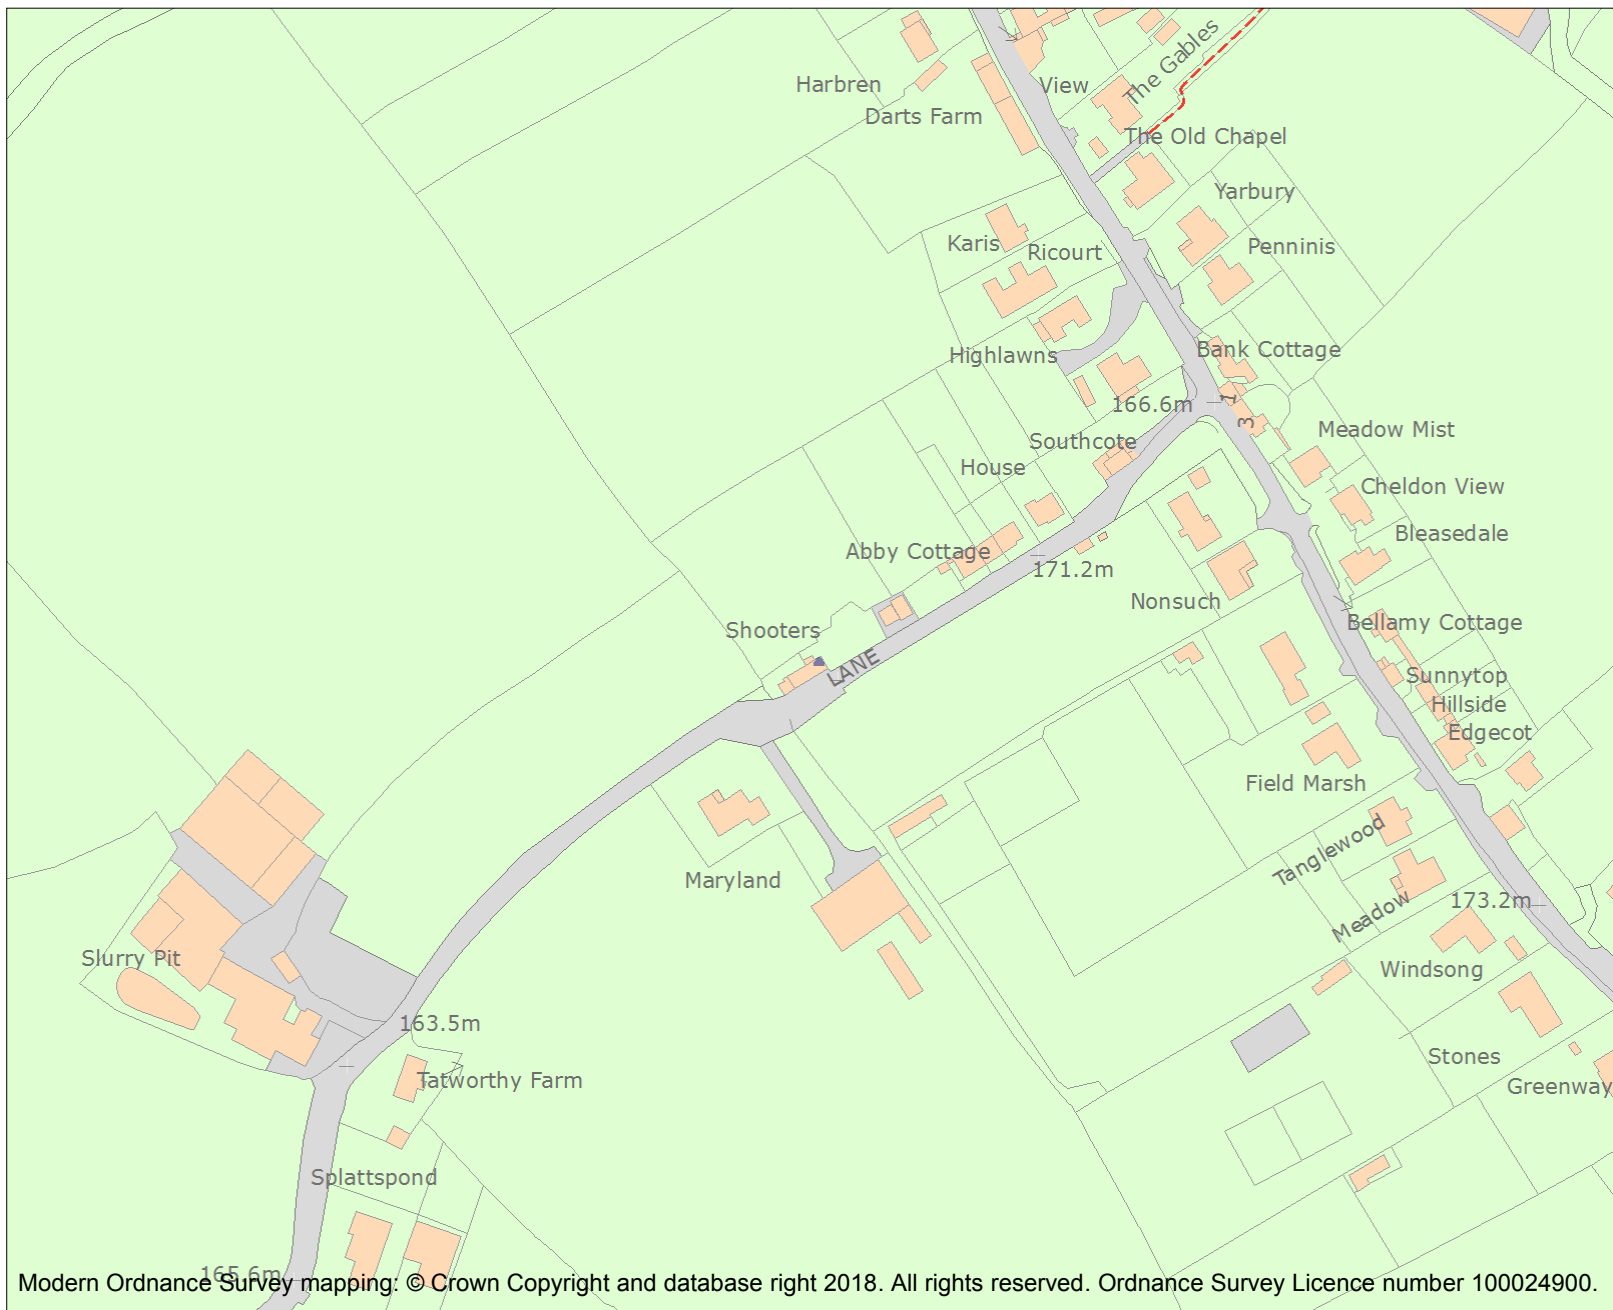 The Gables
Harbren
View
Darts Farm
The Old Chapel
Yarbury
Karis
Ricourt
Penninis
Highlawns
Bank Cottage
166.6m
1
3
Southcote
Meadow Mist
House
Cheldon View
Bleasedale
Abby Cottage
171.2m
Nonsuch
Shooters
Bellamy Cottage
LANE
Sunnytop
Hillside
Edgecot
Field Marsh
Tanglewood
Maryland
Meadow
173.2m
Slurry Pit
Windsong
163.5m
Stones
Tatworthy Farm
Greenway
Splattspond
165.6m
Modern Ordnance Survey mapping: © Crown Copyright and database right 2018. All rights reserved. Ordnance Survey Licence number 100024900.